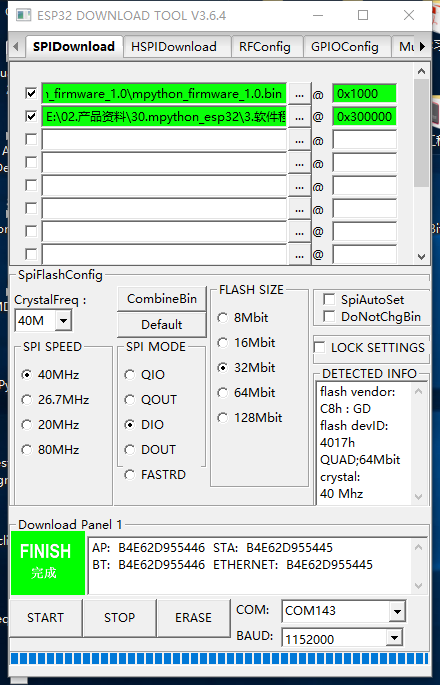 ESP32 DOWNLOAD TOOL V3.6.4
SPIDownload HSPIDownload RFConfig GPIOConfig Mu
_firmware_1.0\mpython_firmware_1.0.bin ... @ 0x1000
E:\02.产品资料\30.mpython_esp32\3.软件程 ... @ 0x300000
... @
... @
... @
... @
... @
... @
SpiFlashConfig
CrystalFreq :
40M
CombineBin
Default
SPI SPEED
40MHz
26.7MHz
20MHz
80MHz
SPI MODE
QIO
QOUT
DIO
DOUT
FASTRD
FLASH SIZE
8Mbit
16Mbit
32Mbit
64Mbit
128Mbit
SpiAutoSet
DoNotChgBin
LOCK SETTINGS
DETECTED INFO
flash vendor:
C8h : GD
flash devID:
4017h
QUAD;64Mbit
crystal:
40 Mhz
Download Panel 1
FINISH
完成
AP: B4E62D955446 STA: B4E62D955445
BT: B4E62D955446 ETHERNET: B4E62D955445
START STOP ERASE
COM: COM143
BAUD: 1152000